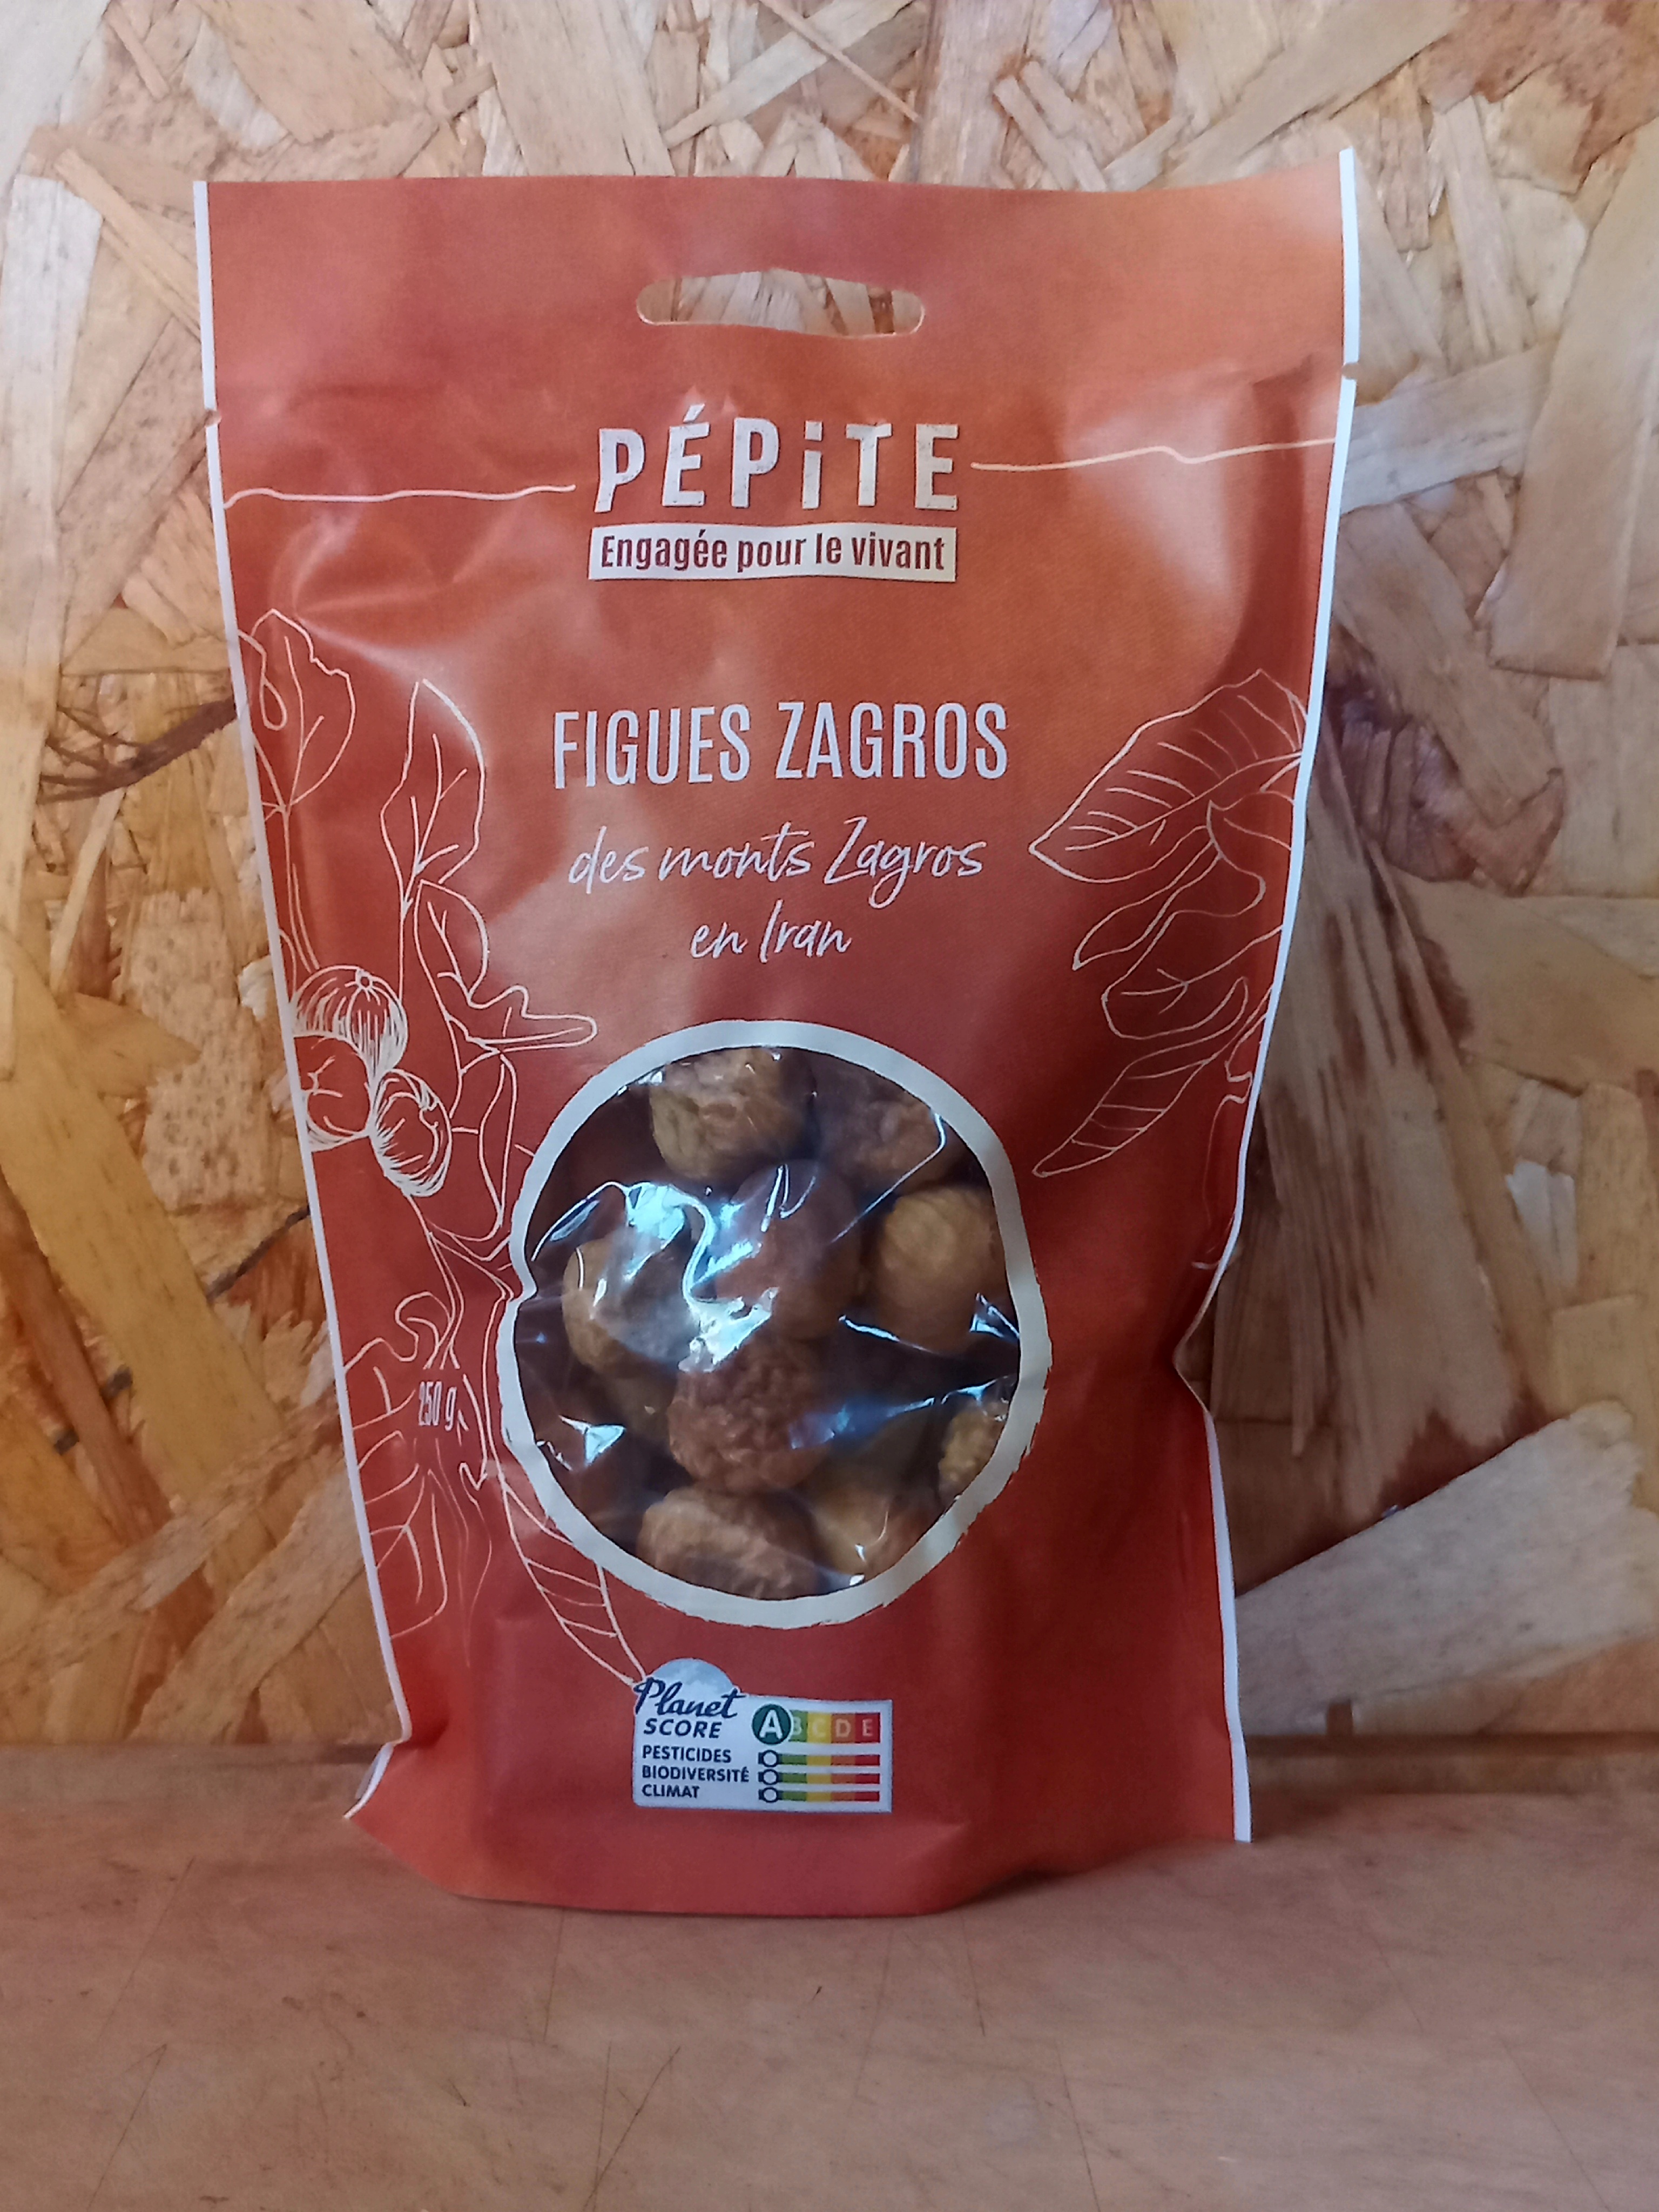 PÉPiTE
Engagée pour le vivant
FIGUES ZAGROS
des monts Zagros
en Iran
250 g
Planet
SCORE
A B C D E
PESTICIDES
BIODIVERSITÉ
CLIMAT